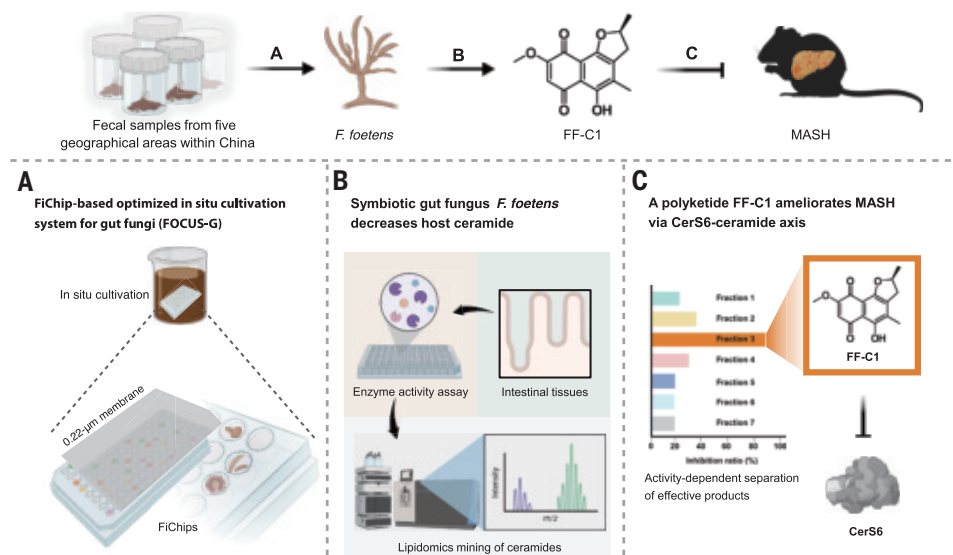 A
B
C
Fecal samples from five
geographical areas within China
F. foetens
FF-C1
MASH
O
O
O
O
OH
A
FiChip-based optimized in situ cultivation
system for gut fungi (FOCUS-G)
In situ cultivation
0.22-µm membrane
FiChips
B
Symbiotic gut fungus F. foetens
decreases host ceramide
Enzyme activity assay
Intestinal tissues
Intensity
m/z
Lipidomics mining of ceramides
C
A polyketide FF-C1 ameliorates MASH
via CerS6-ceramide axis
Fraction 1
Fraction 2
Fraction 3
Fraction 4
Fraction 5
Fraction 6
Fraction 7
0 20 40 60 80 100
Inhibition ratio (%)
Activity-dependent separation
of effective products
O
O
O
O
OH
FF-C1
CerS6